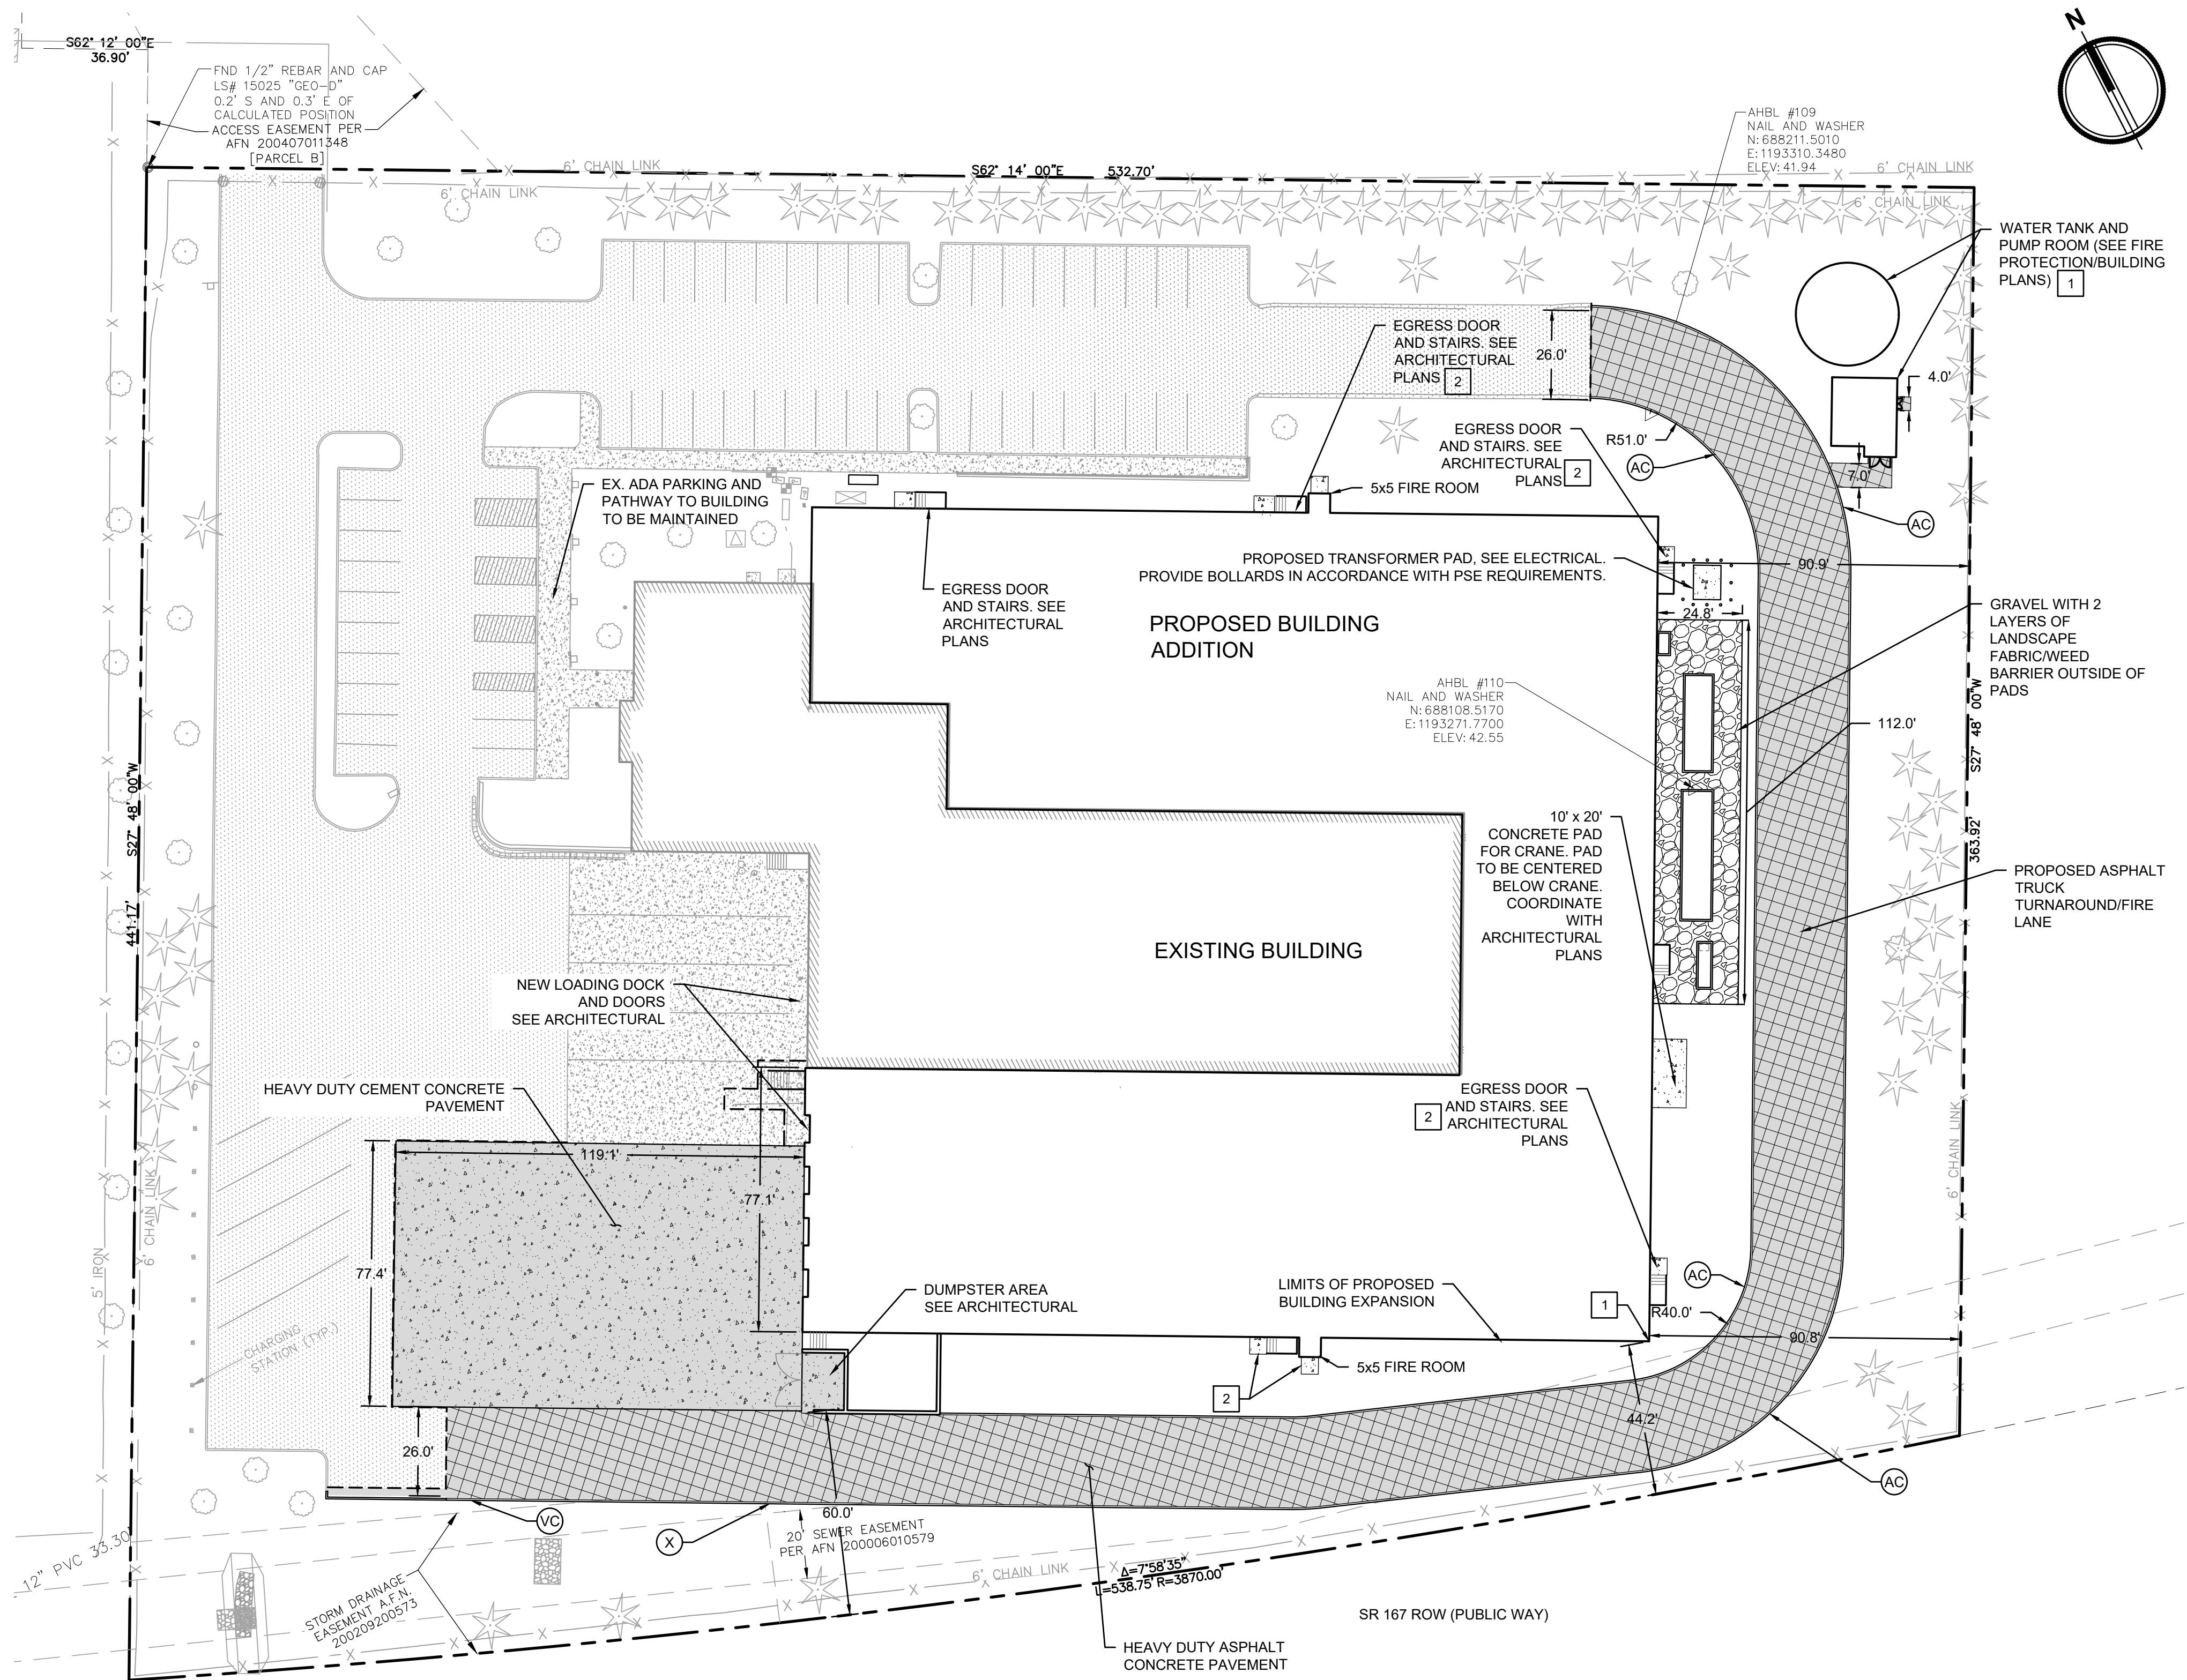 S62° 12' 00"E
36.90'
FND 1/2" REBAR AND CAP
LS# 15025 "GEO-D"
0.2' S AND 0.3' E OF
CALCULATED POSITION
ACCESS EASEMENT PER
AFN 200407011348
[PARCEL B]
N
AHBL #109
NAIL AND WASHER
N: 688211.5010
E: 1193310.3480
ELEV: 41.94
6' CHAIN LINK
6' CHAIN LINK
S62° 14' 00"E 532.70'
6' CHAIN LINK
6' CHAIN LINK
WATER TANK AND
PUMP ROOM (SEE FIRE
PROTECTION/BUILDING
PLANS) 1
EGRESS DOOR
AND STAIRS. SEE
ARCHITECTURAL
PLANS 2
26.0'
4.0'
EGRESS DOOR
AND STAIRS. SEE
ARCHITECTURAL
PLANS 2
R51.0'
AC
7.0'
AC
5x5 FIRE ROOM
EX. ADA PARKING AND
PATHWAY TO BUILDING
TO BE MAINTAINED
PROPOSED TRANSFORMER PAD, SEE ELECTRICAL.
PROVIDE BOLLARDS IN ACCORDANCE WITH PSE REQUIREMENTS.
90.9'
EGRESS DOOR
AND STAIRS. SEE
ARCHITECTURAL
PLANS
24.8'
GRAVEL WITH 2
LAYERS OF
LANDSCAPE
FABRIC/WEED
BARRIER OUTSIDE OF
PADS
PROPOSED BUILDING
ADDITION
AHBL #110
NAIL AND WASHER
N: 688108.5170
E: 1193271.7700
ELEV: 42.55
112.0'
S27° 48' 00"W
363.92'
S27° 48' 00"W
441.17'
10' x 20'
CONCRETE PAD
FOR CRANE. PAD
TO BE CENTERED
BELOW CRANE.
COORDINATE
WITH
ARCHITECTURAL
PLANS
PROPOSED ASPHALT
TRUCK
TURNAROUND/FIRE
LANE
EXISTING BUILDING
NEW LOADING DOCK
AND DOORS
SEE ARCHITECTURAL
HEAVY DUTY CEMENT CONCRETE
PAVEMENT
EGRESS DOOR
2 AND STAIRS. SEE
ARCHITECTURAL
PLANS
119.1'
77.1'
77.4'
6' CHAIN LINK
6' CHAIN LINK
5' IRON
CHARGING
STATION (TYP.)
DUMPSTER AREA
SEE ARCHITECTURAL
LIMITS OF PROPOSED
BUILDING EXPANSION
1
AC
R40.0'
90.8'
5x5 FIRE ROOM
2
44.2'
26.0'
AC
VC
X
60.0'
20' SEWER EASEMENT
PER AFN 200006010579
12" PVC 33.30'
STORM DRAINAGE
EASEMENT A.F.N.
200209200573
6' CHAIN LINK
Δ=7°58'35"
L=538.75' R=3870.00'
SR 167 ROW (PUBLIC WAY)
HEAVY DUTY ASPHALT
CONCRETE PAVEMENT